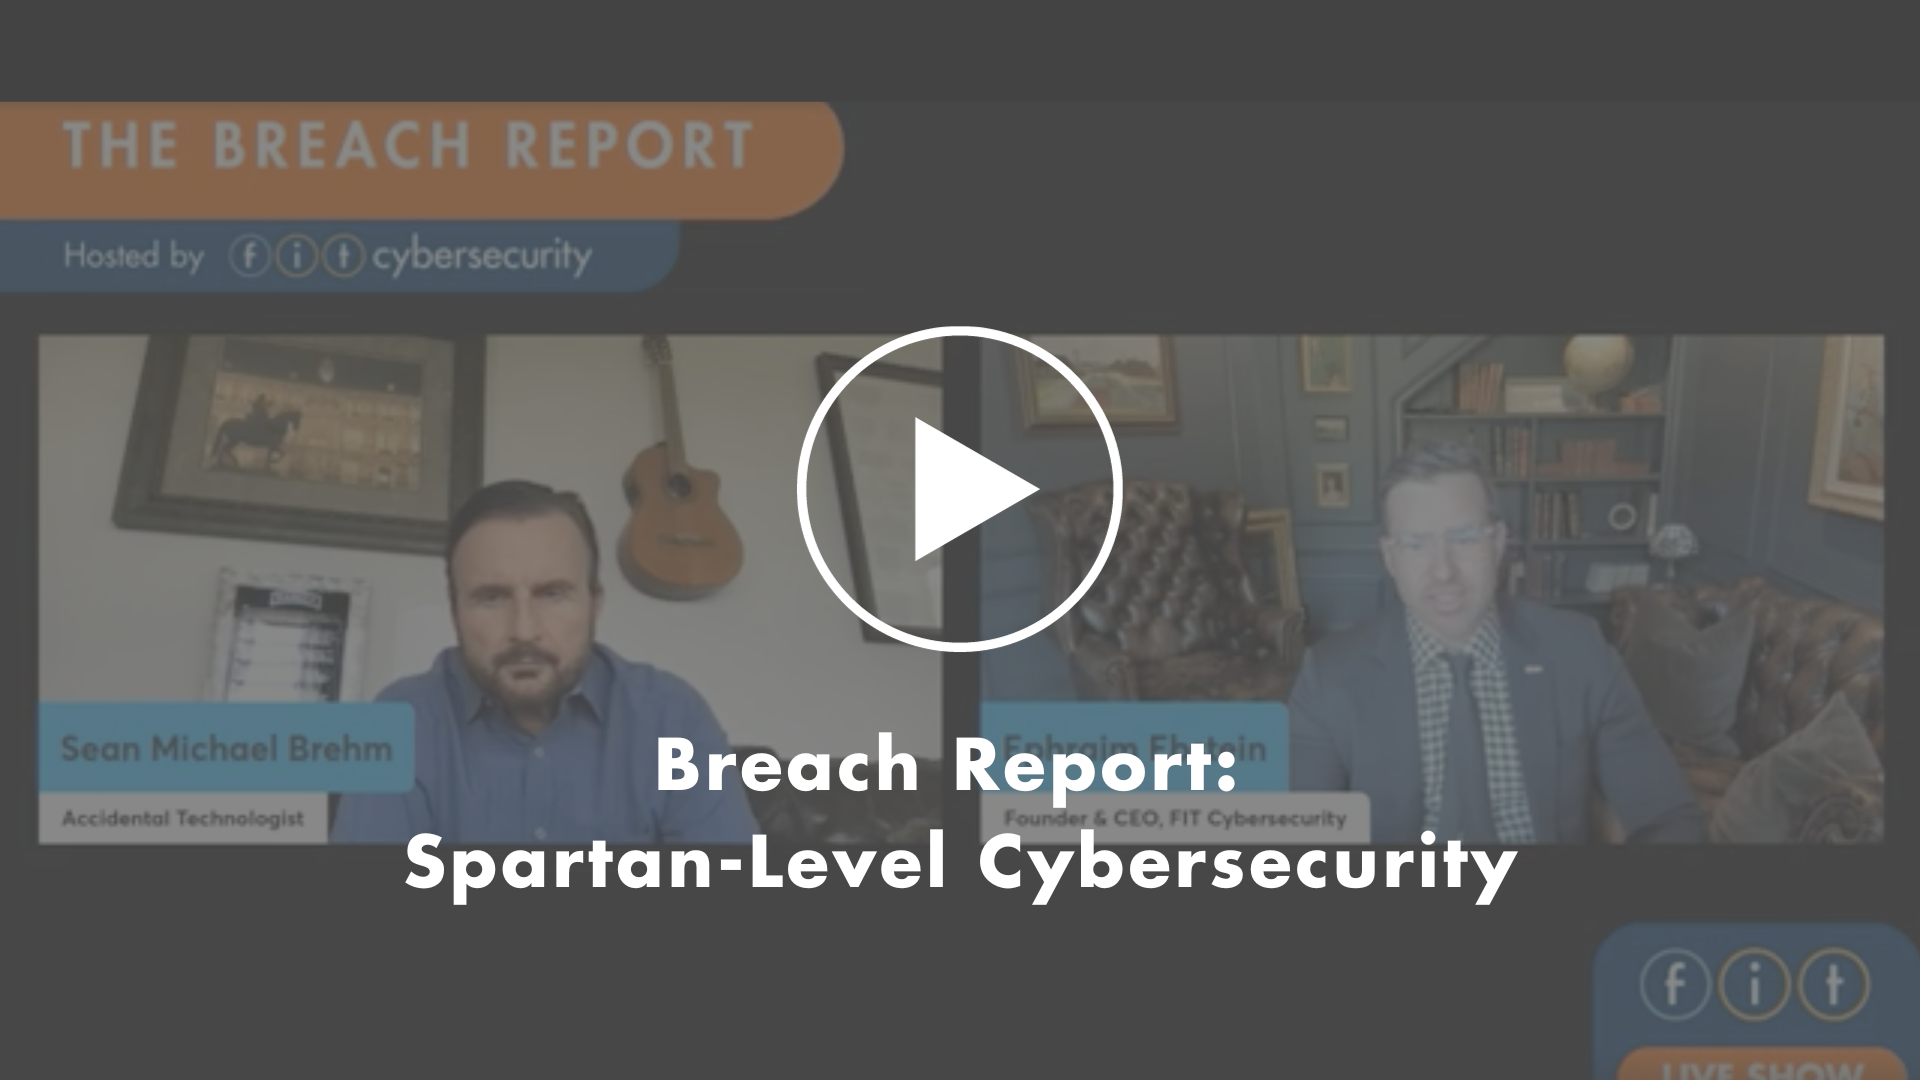 THE BREACH REPORT
Hosted by fit cybersecurity
Sean Michael Brehm
Accidental Technologist
Ephraim Ebstein
Founder & CEO, FIT Cybersecurity
Breach Report:
Spartan-Level Cybersecurity
fit
LIVE SHOW